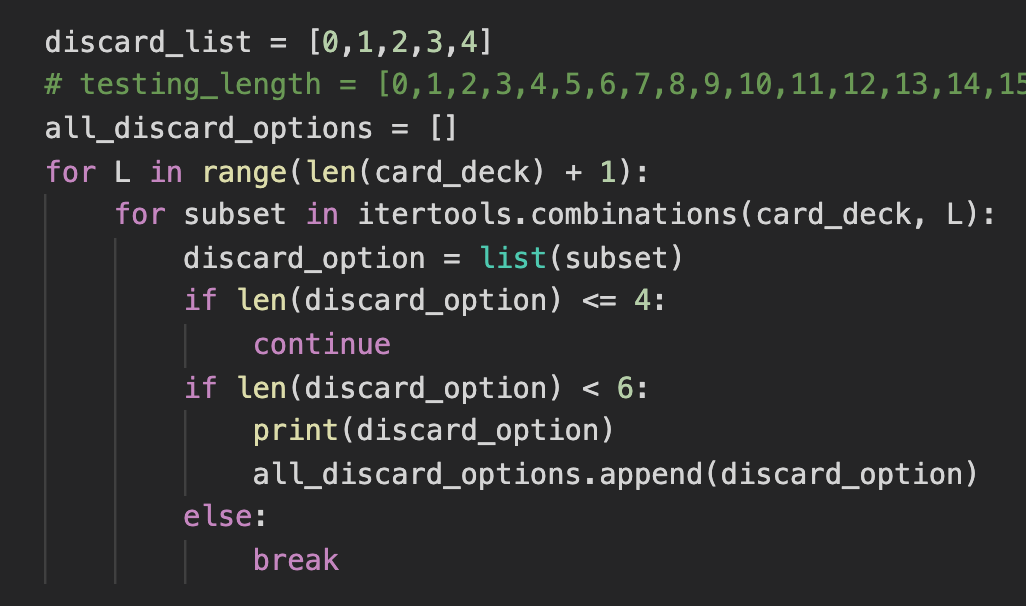 discard_list = [0,1,2,3,4]
# testing_length = [0,1,2,3,4,5,6,7,8,9,10,11,12,13,14,15
all_discard_options = []
for L in range(len(card_deck) + 1):
    for subset in itertools.combinations(card_deck, L):
        discard_option = list(subset)
        if len(discard_option) <= 4:
            continue
        if len(discard_option) < 6:
            print(discard_option)
            all_discard_options.append(discard_option)
        else:
            break